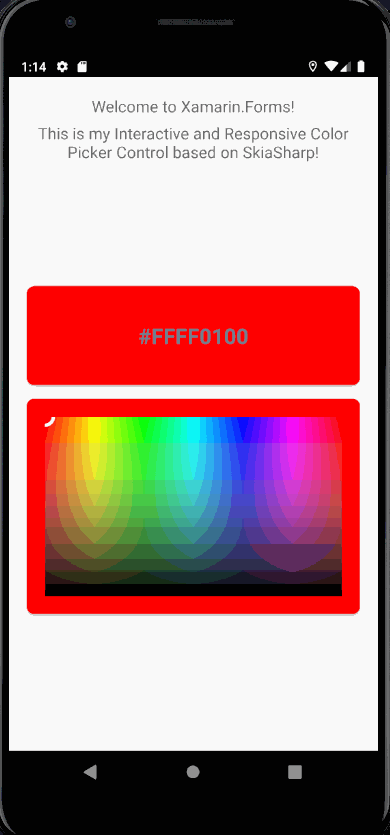 1:14
Welcome to Xamarin.Forms!
This is my Interactive and Responsive Color
Picker Control based on SkiaSharp!
#FFFF0100